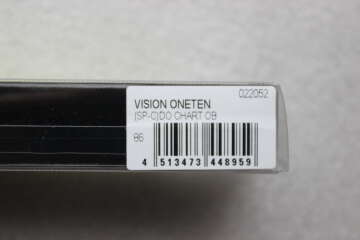 022052
VISION ONETEN
(SP-C)DO CHART OB
86
4 513473 448959